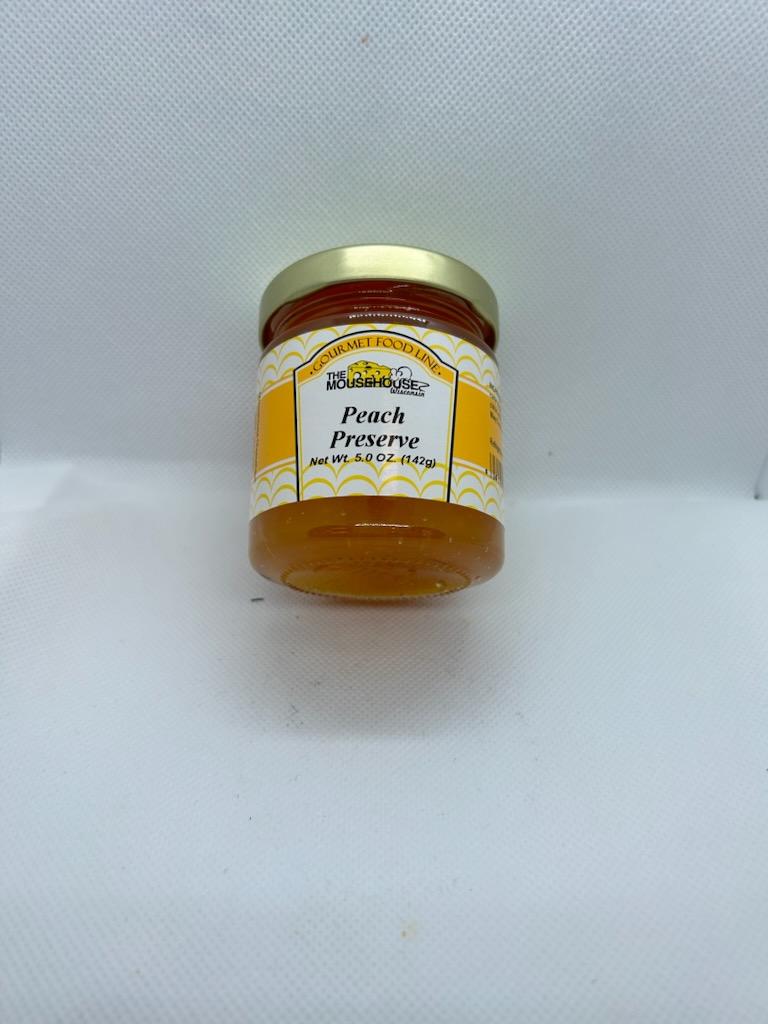 GOURMET FOOD LINE
THE
MOUSEHOUSE
Wisconsin
Peach
Preserve
Net Wt. 5.0 OZ. (142g)